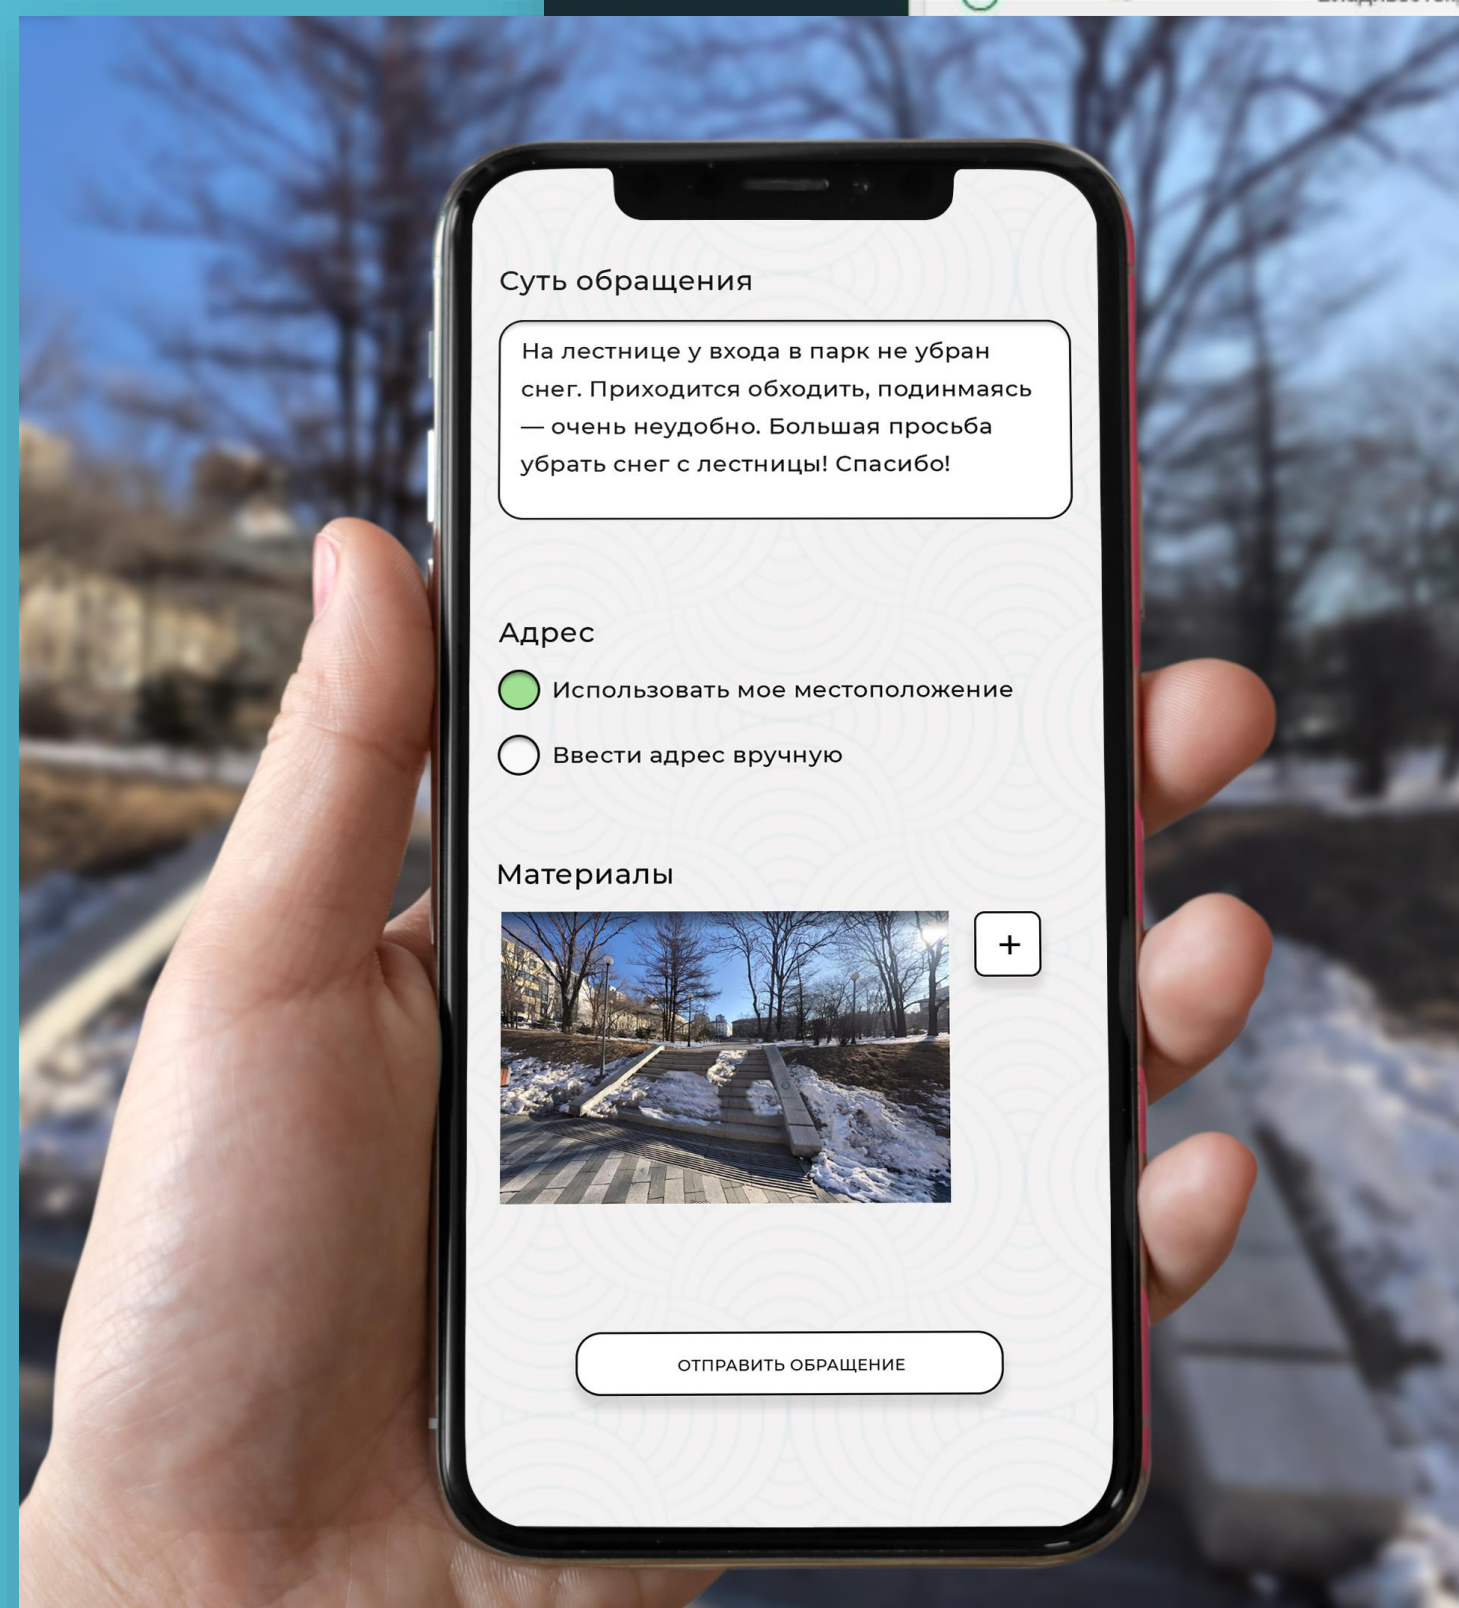 Суть обращения
На лестнице у входа в парк не убран
снег. Приходится обходить, подинмаясь
— очень неудобно. Большая просьба
убрать снег с лестницы! Спасибо!
Адрес
Использовать мое местоположение
Ввести адрес вручную
Материалы
+
ОТПРАВИТЬ ОБРАЩЕНИЕ